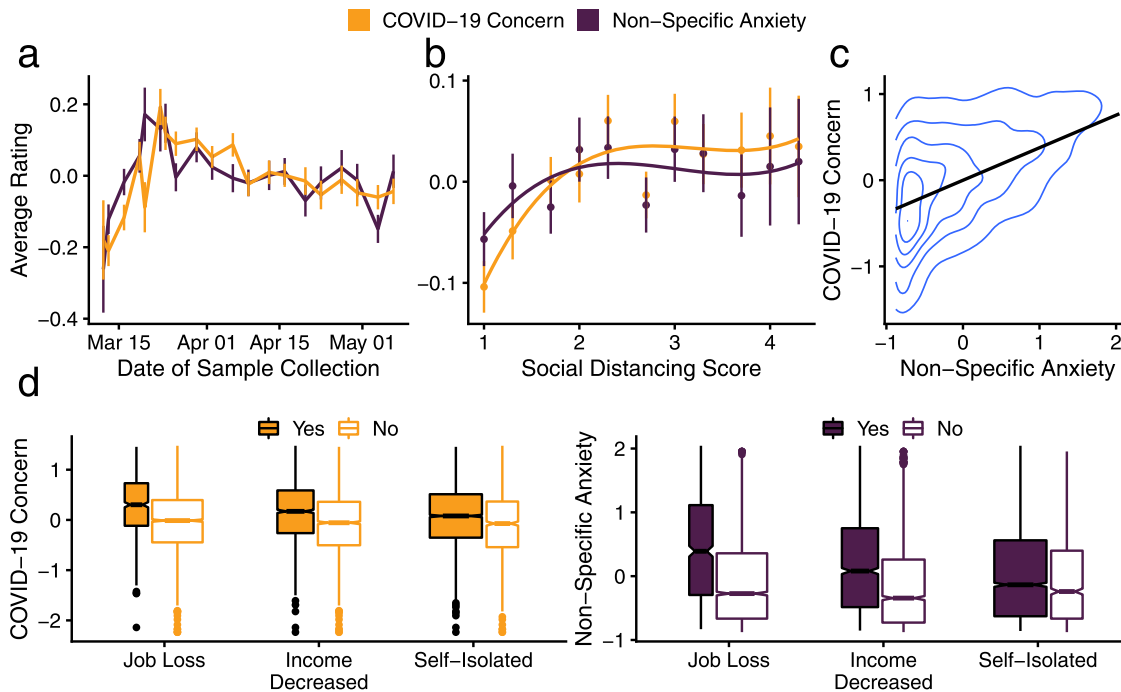 COVID−19 Concern Non−Specific Anxiety
a
Average Rating
0.2
0.0
−0.2
−0.4
Mar 15 Apr 01 Apr 15 May 01
Date of Sample Collection
b
0.1
0.0
−0.1
1 2 3 4
Social Distancing Score
c
COVID−19 Concern
1
0
−1
−1 0 1 2
Non−Specific Anxiety
d
COVID−19 Concern
Yes No
1
0
−1
−2
Job Loss Income Decreased Self−Isolated
Non−Specific Anxiety
Yes No
2
1
0
−1
Job Loss Income Decreased Self−Isolated